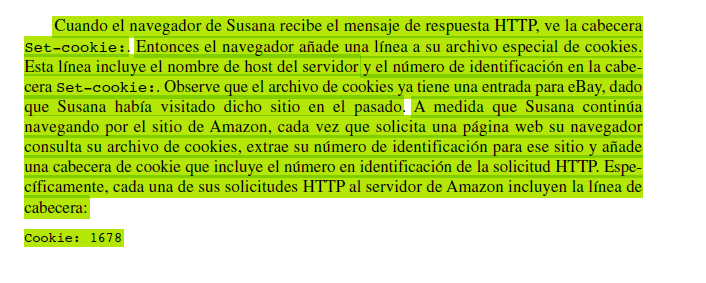 Cuando el navegador de Susana recibe el mensaje de respuesta HTTP, ve la cabecera
Set-cookie:. Entonces el navegador añade una línea a su archivo especial de cookies.
Esta línea incluye el nombre de host del servidor y el número de identificación en la cabe-
cera Set-cookie:. Observe que el archivo de cookies ya tiene una entrada para eBay, dado
que Susana había visitado dicho sitio en el pasado. A medida que Susana continúa
navegando por el sitio de Amazon, cada vez que solicita una página web su navegador
consulta su archivo de cookies, extrae su número de identificación para ese sitio y añade
una cabecera de cookie que incluye el número en identificación de la solicitud HTTP. Espe-
cíficamente, cada una de sus solicitudes HTTP al servidor de Amazon incluyen la línea de
cabecera:
Cookie: 1678